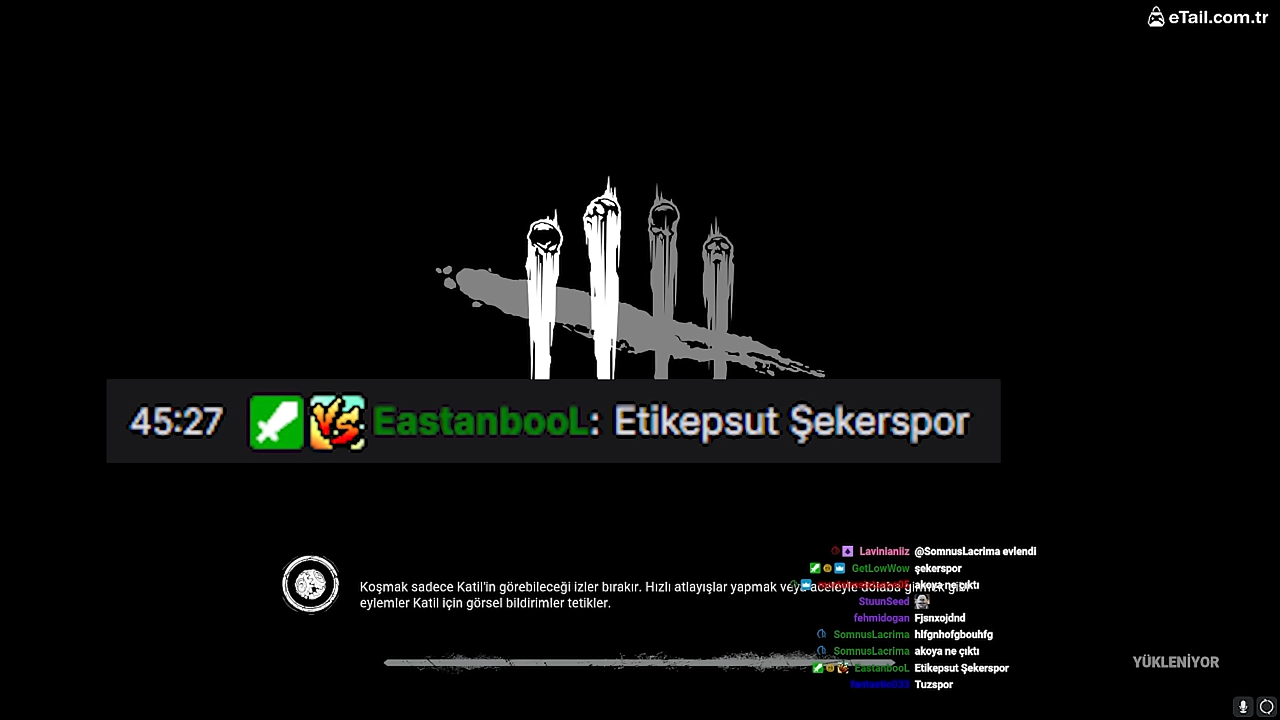 eTail.com.tr
45:27 EastanbooL: Etikepsut Şekerspor
Koşmak sadece Katil'in görebileceği izler bırakır. Hızlı atlayışlar yapmak veya aceleyle dolaba girmek gibi
eylemler Katil için görsel bildirimler tetikler.
Lavinianliz @SomnusLacrima evlendi
GetLowWow şekerspor
akoya ne çıktı
StuunSeed
fehmidogan Fjsnxojdnd
SomnusLacrima hlfgnhofgbouhfg
SomnusLacrima akoya ne çıktı
EastanbooL Etikepsut Şekerspor
Tuzspor
YÜKLENİYOR